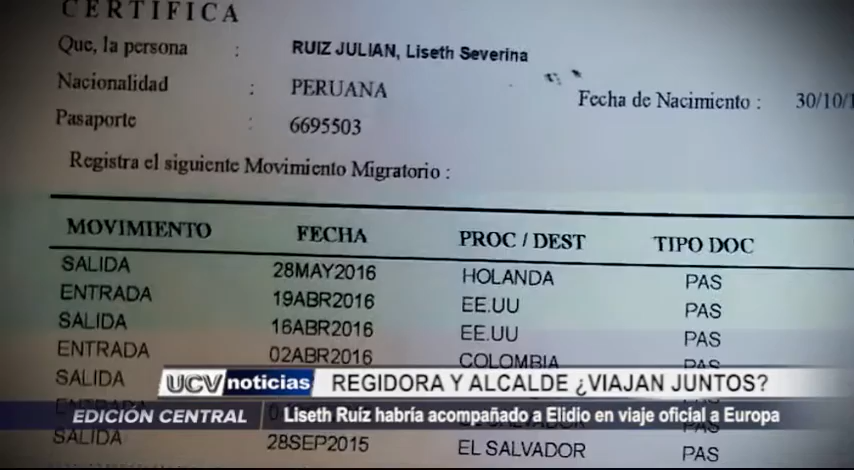 CERTIFICA
Que, la persona : RUIZ JULIAN, Liseth Severina
Nacionalidad : PERUANA Fecha de Nacimiento : 30/10/
Pasaporte : 6695503
Registra el siguiente Movimiento Migratorio :
MOVIMIENTO FECHA PROC / DEST TIPO DOC
SALIDA 28MAY2016 HOLANDA PAS
ENTRADA 19ABR2016 EE.UU PAS
SALIDA 16ABR2016 EE.UU PAS
ENTRADA 02ABR2016 COLOMBIA PAS
SALIDA
UCV noticias REGIDORA Y ALCALDE ¿VIAJAN JUNTOS?
EDICIÓN CENTRAL Liseth Ruíz habría acompañado a Elidio en viaje oficial a Europa
SALIDA 28SEP2015 EL SALVADOR PAS